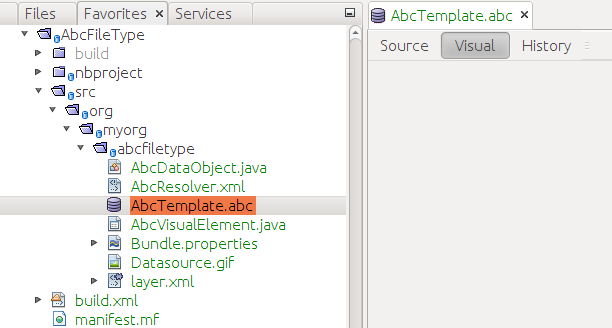 Files Favorites Services
AbcFileType
build
nbproject
src
org
myorg
abcfiletype
AbcDataObject.java
AbcResolver.xml
AbcTemplate.abc
AbcVisualElement.java
Bundle.properties
Datasource.gif
layer.xml
build.xml
manifest.mf
AbcTemplate.abc
Source Visual History